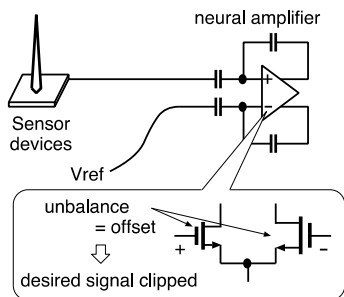 neural amplifier
+
−
Sensor
devices
Vref
unbalance
= offset
+
-
desired signal clipped